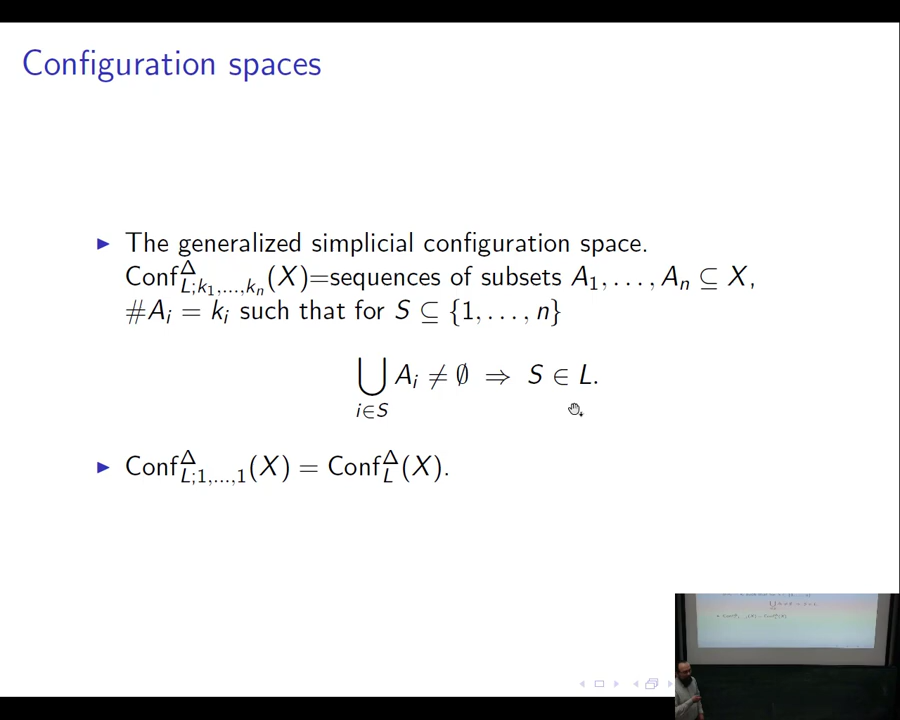 Configuration spaces
▶ The generalized simplicial configuration space.
Conf^Δ_{L;k_1,...,k_n}(X)=sequences of subsets A_1, . . . , A_n ⊆ X,
#A_i = k_i such that for S ⊆ {1, . . . , n}
⋃_{i∈S} A_i ≠ ∅ ⇒ S ∈ L.
▶ Conf^Δ_{L;1,...,1}(X) = Conf^Δ_L(X).